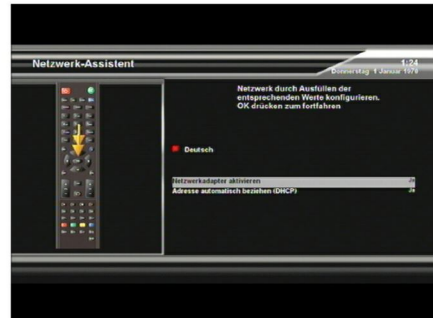 Netzwerk-Assistent
1:24
Donnerstag 1 Januar 1970
Netzwerk durch Ausfüllen der
entsprechenden Werte konfigurieren.
OK drücken zum fortfahren
Deutsch
Netzwerkadapter aktivieren
Adresse automatisch beziehen (DHCP) Ja